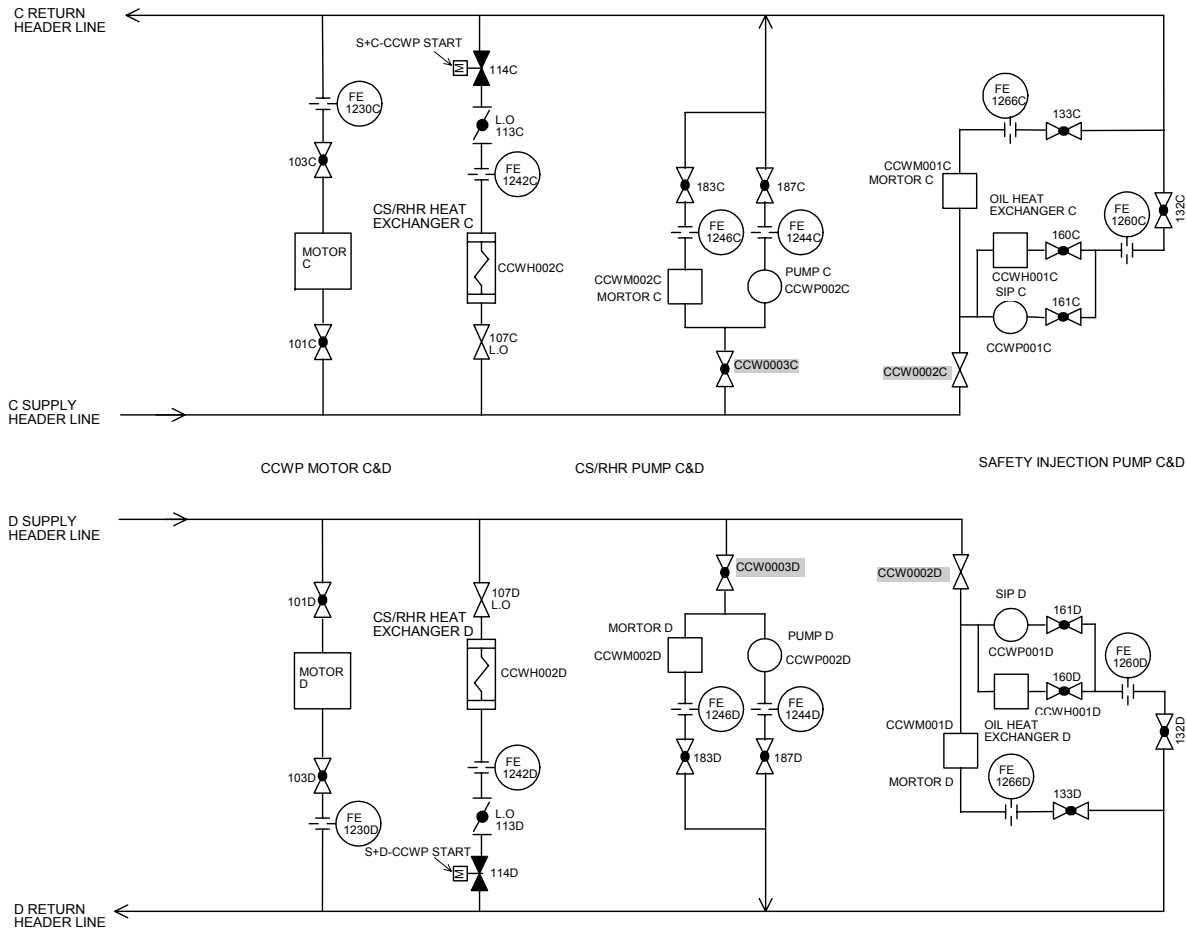 C RETURN
HEADER LINE
S+C-CCWP START
M
114C
FE
1230C
L.O
113C
103C
FE
1242C
CS/RHR HEAT
EXCHANGER C
MOTOR
C
CCWH002C
101C
107C
L.O
183C
187C
FE
1246C
FE
1244C
CCWM002C
MORTOR C
PUMP C
CCWP002C
CCW0003C
FE
1266C
133C
CCWM001C
MORTOR C
OIL HEAT
EXCHANGER C
FE
1260C
132C
160C
CCWH001C
SIP C
161C
CCWP001C
CCW0002C
C SUPPLY
HEADER LINE
CCWP MOTOR C&D
CS/RHR PUMP C&D
SAFETY INJECTION PUMP C&D
D SUPPLY
HEADER LINE
101D
107D
L.O
CS/RHR HEAT
EXCHANGER D
MOTOR
D
CCWH002D
103D
FE
1242D
FE
1230D
L.O
113D
S+D-CCWP START
M
114D
CCW0003D
MORTOR D
CCWM002D
PUMP D
CCWP002D
FE
1246D
FE
1244D
183D
187D
CCW0002D
SIP D
161D
CCWP001D
FE
1260D
160D
CCWH001D
CCWM001D
OIL HEAT
EXCHANGER D
132D
MORTOR D
FE
1266D
133D
D RETURN
HEADER LINE